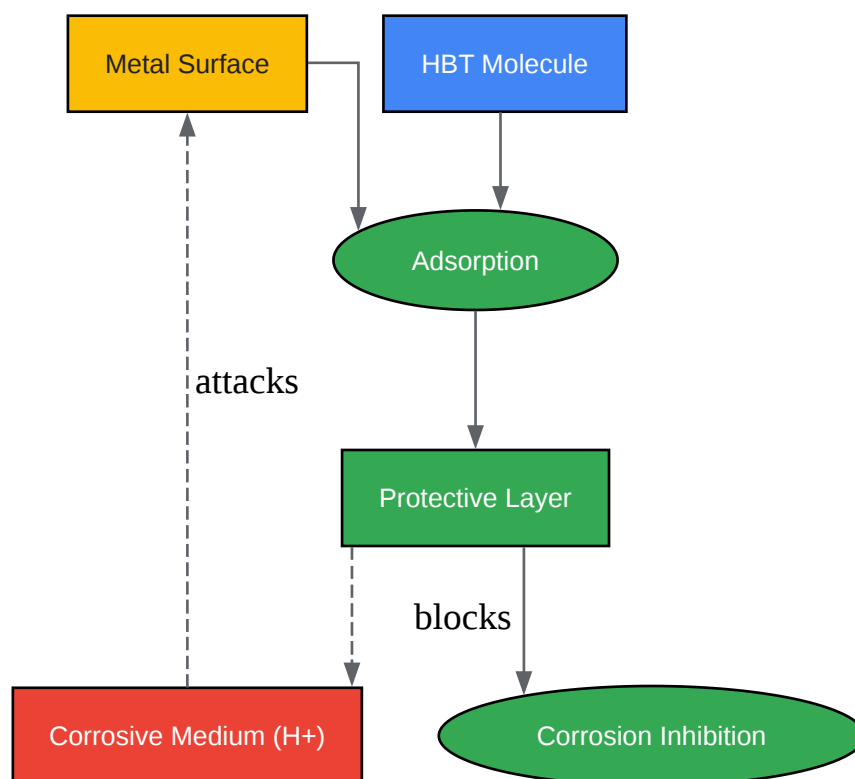 Metal Surface
HBT Molecule
Adsorption
attacks
Protective Layer
blocks
Corrosive Medium (H+)
Corrosion Inhibition